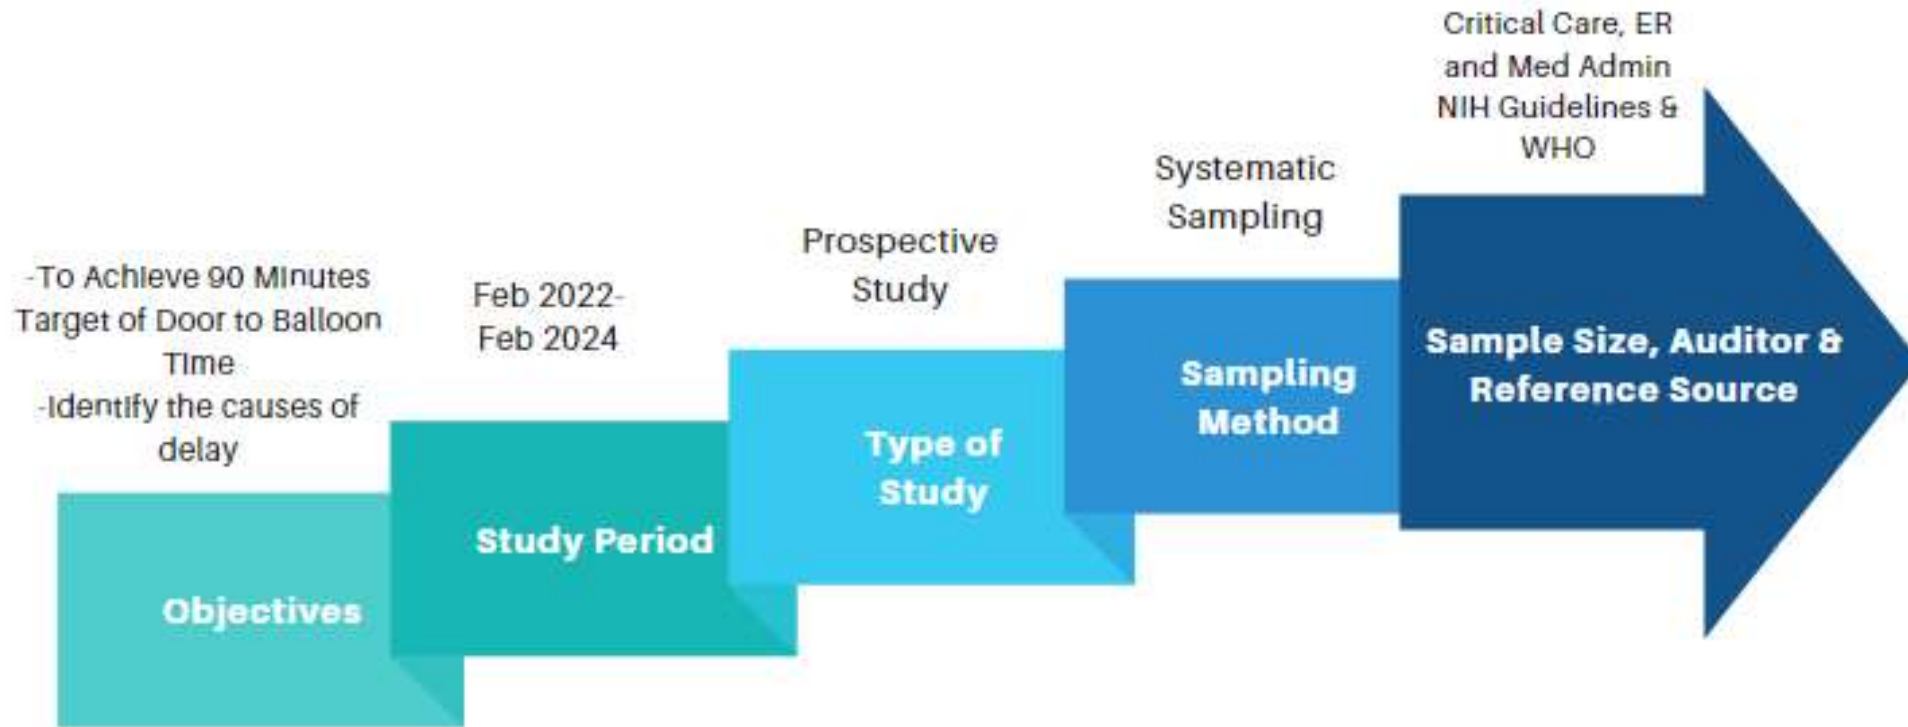 -To Achieve 90 Minutes
Target of Door to Balloon
Time
-Identify the causes of
delay
Objectives
Feb 2022-
Feb 2024
Study Period
Prospective
Study
Type of
Study
Systematic
Sampling
Sampling
Method
Critical Care, ER
and Med Admin
NIH Guidelines &
WHO
Sample Size, Auditor &
Reference Source